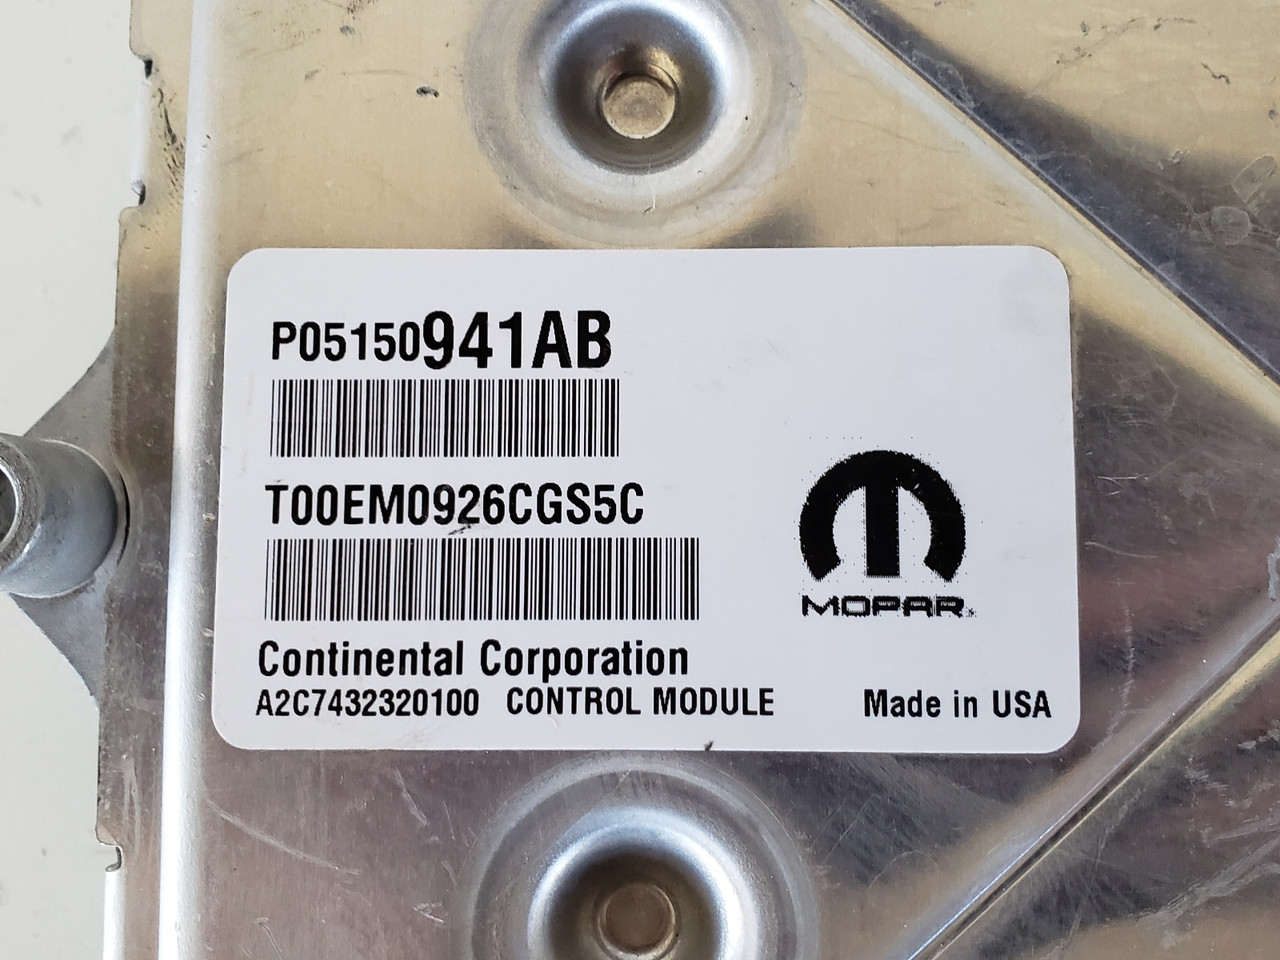 P05150941AB
T00EM0926CGS5C
MOPAR
Continental Corporation
A2C7432320100 CONTROL MODULE Made in USA